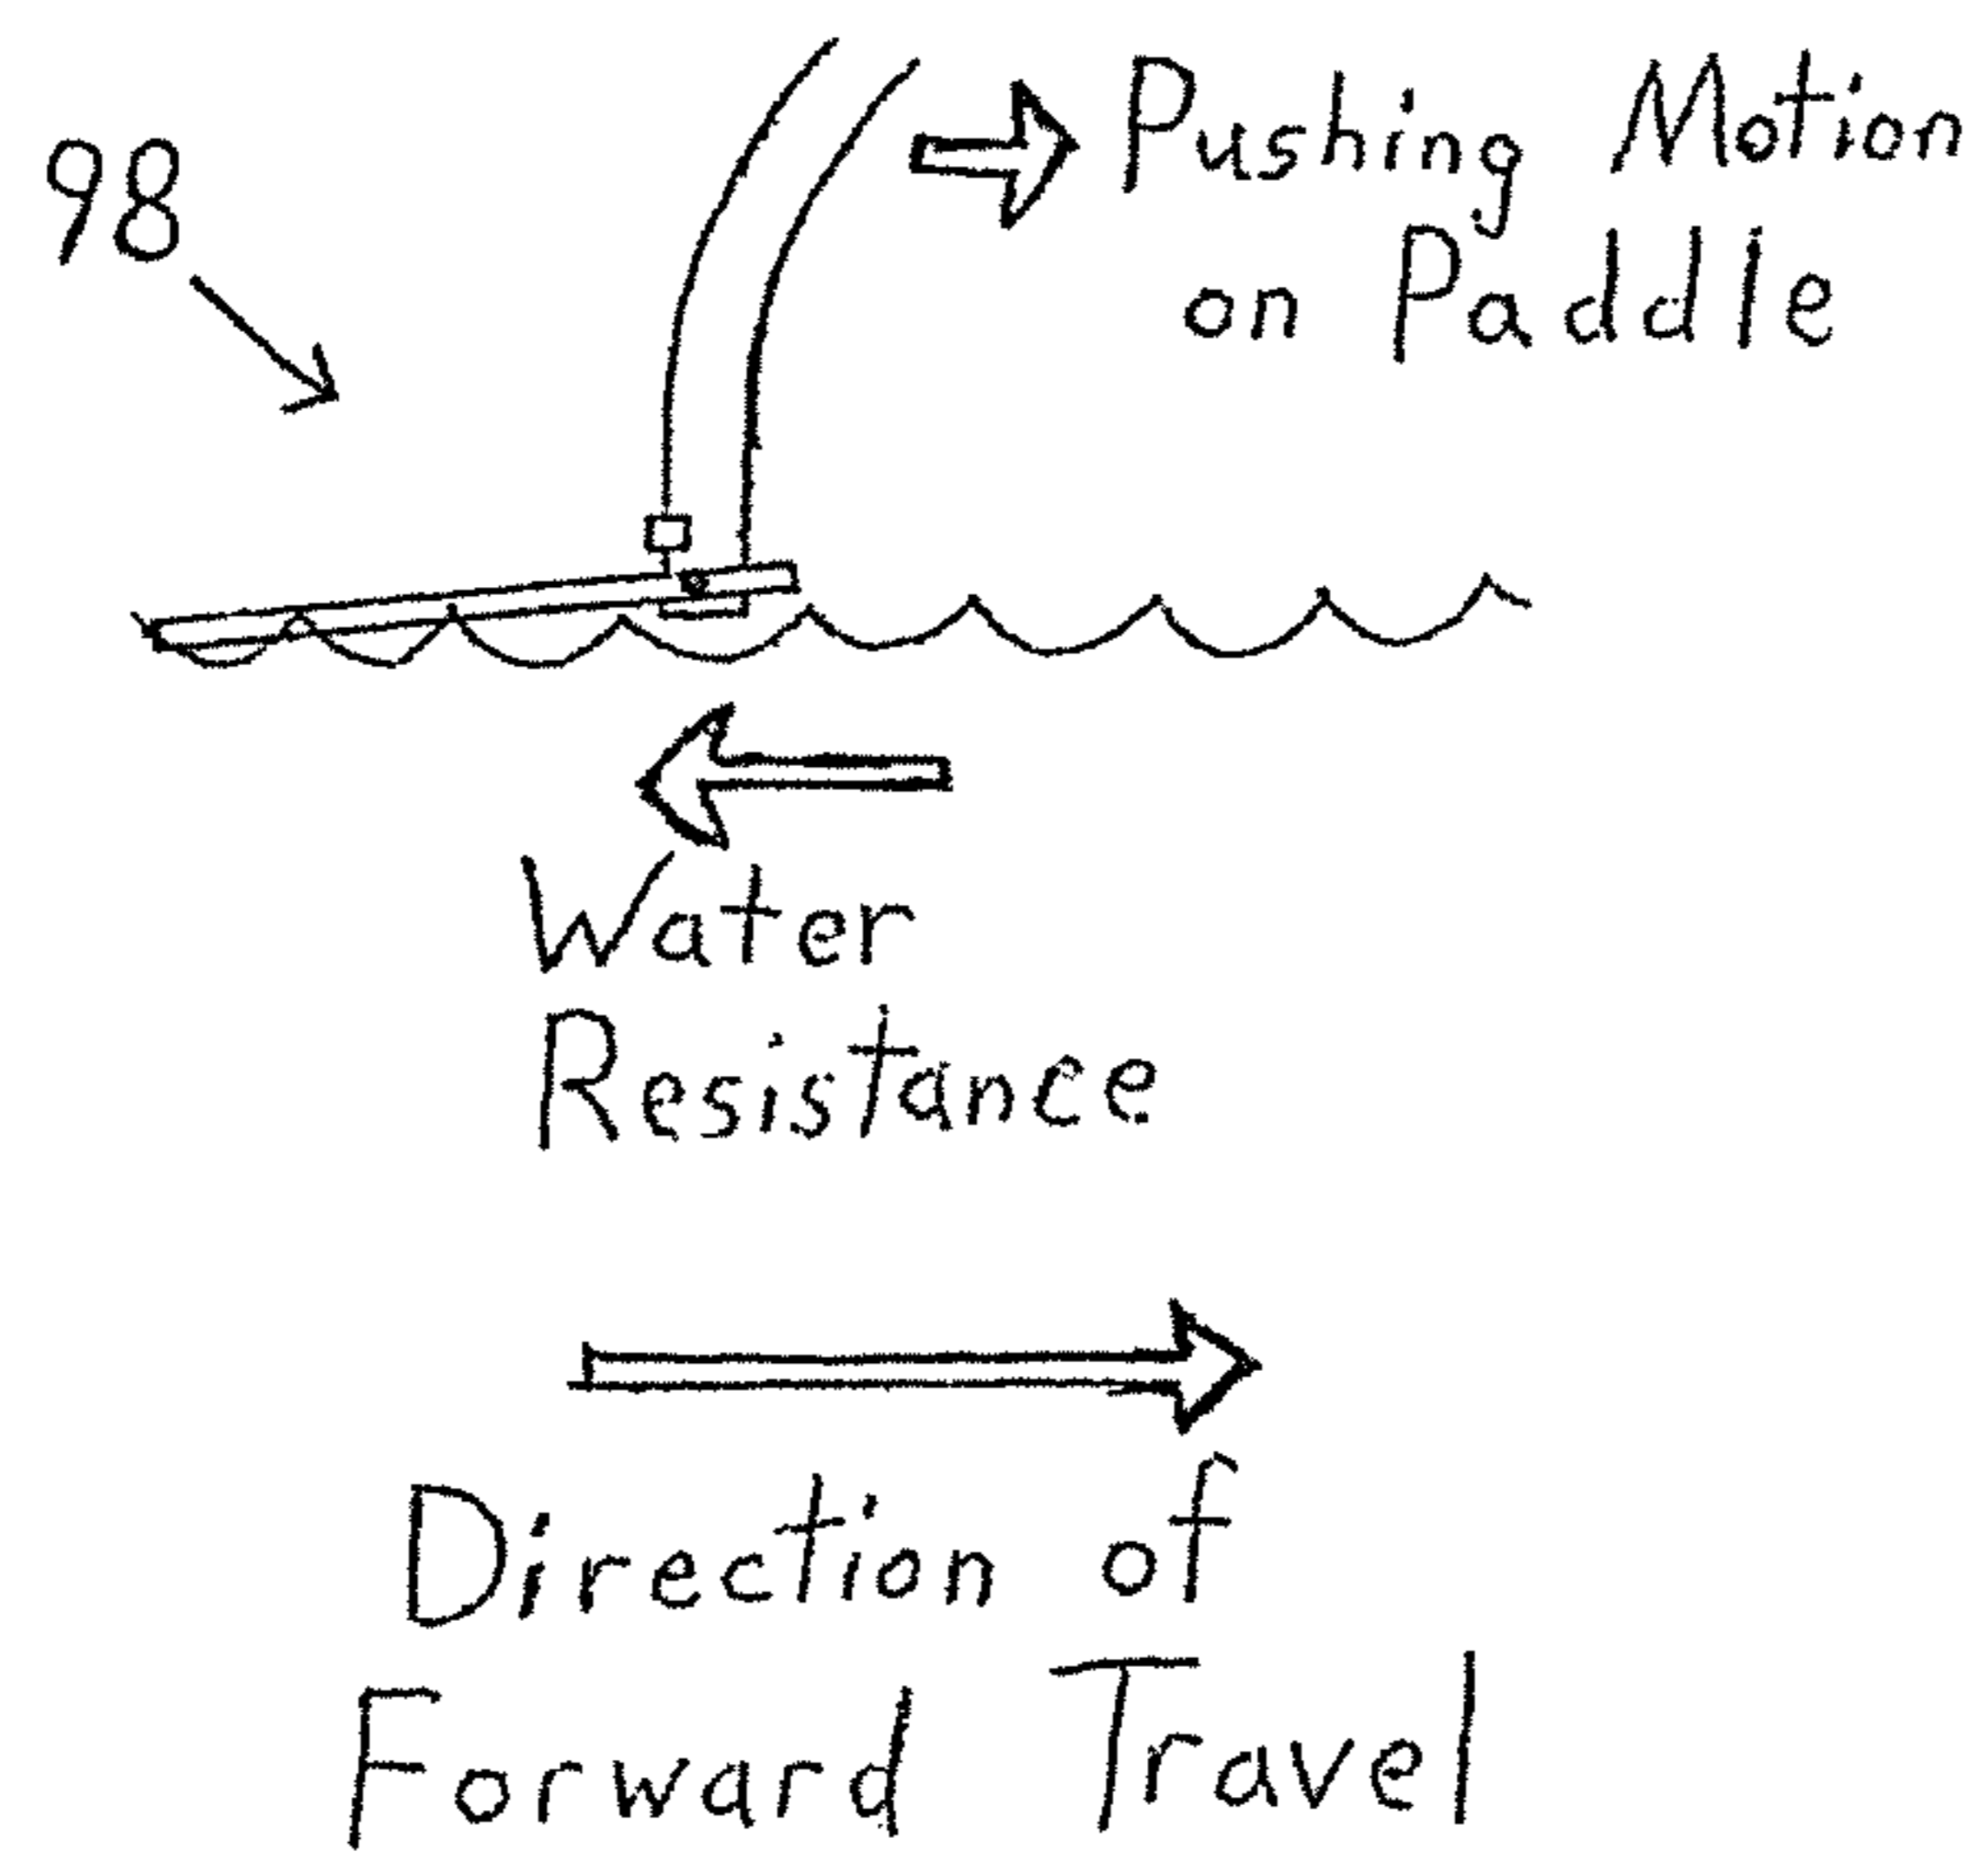 98
Pushing Motion
on Paddle
Water
Resistance
Direction of
Forward Travel